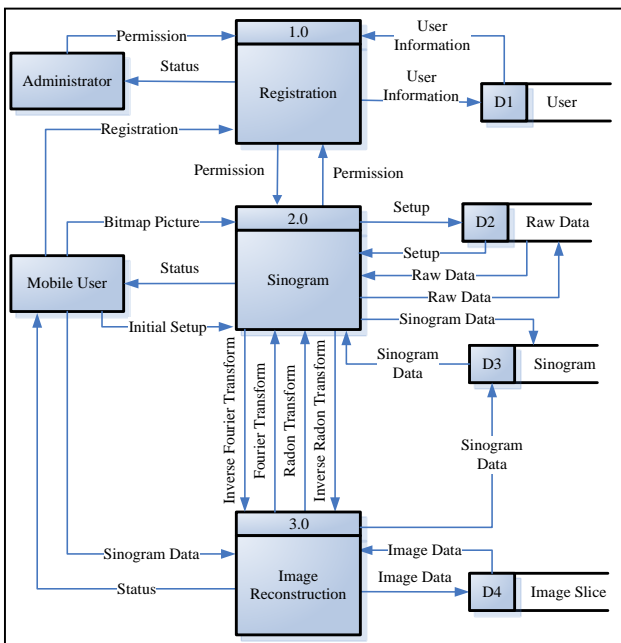 Permission
1.0
User
Information
Administrator
Status
Registration
User
Information
D1
User
Registration
Permission
Permission
Bitmap Picture
2.0
Setup
D2
Raw Data
Setup
Status
Sinogram
Raw Data
Mobile User
Raw Data
Initial Setup
Sinogram Data
Sinogram
Data
D3
Sinogram
Inverse Fourier Transform
Fourier Transform
Radon Transform
Inverse Radon Transform
Sinogram
Data
3.0
Sinogram Data
Image Data
Status
Image
Reconstruction
Image Data
D4
Image Slice